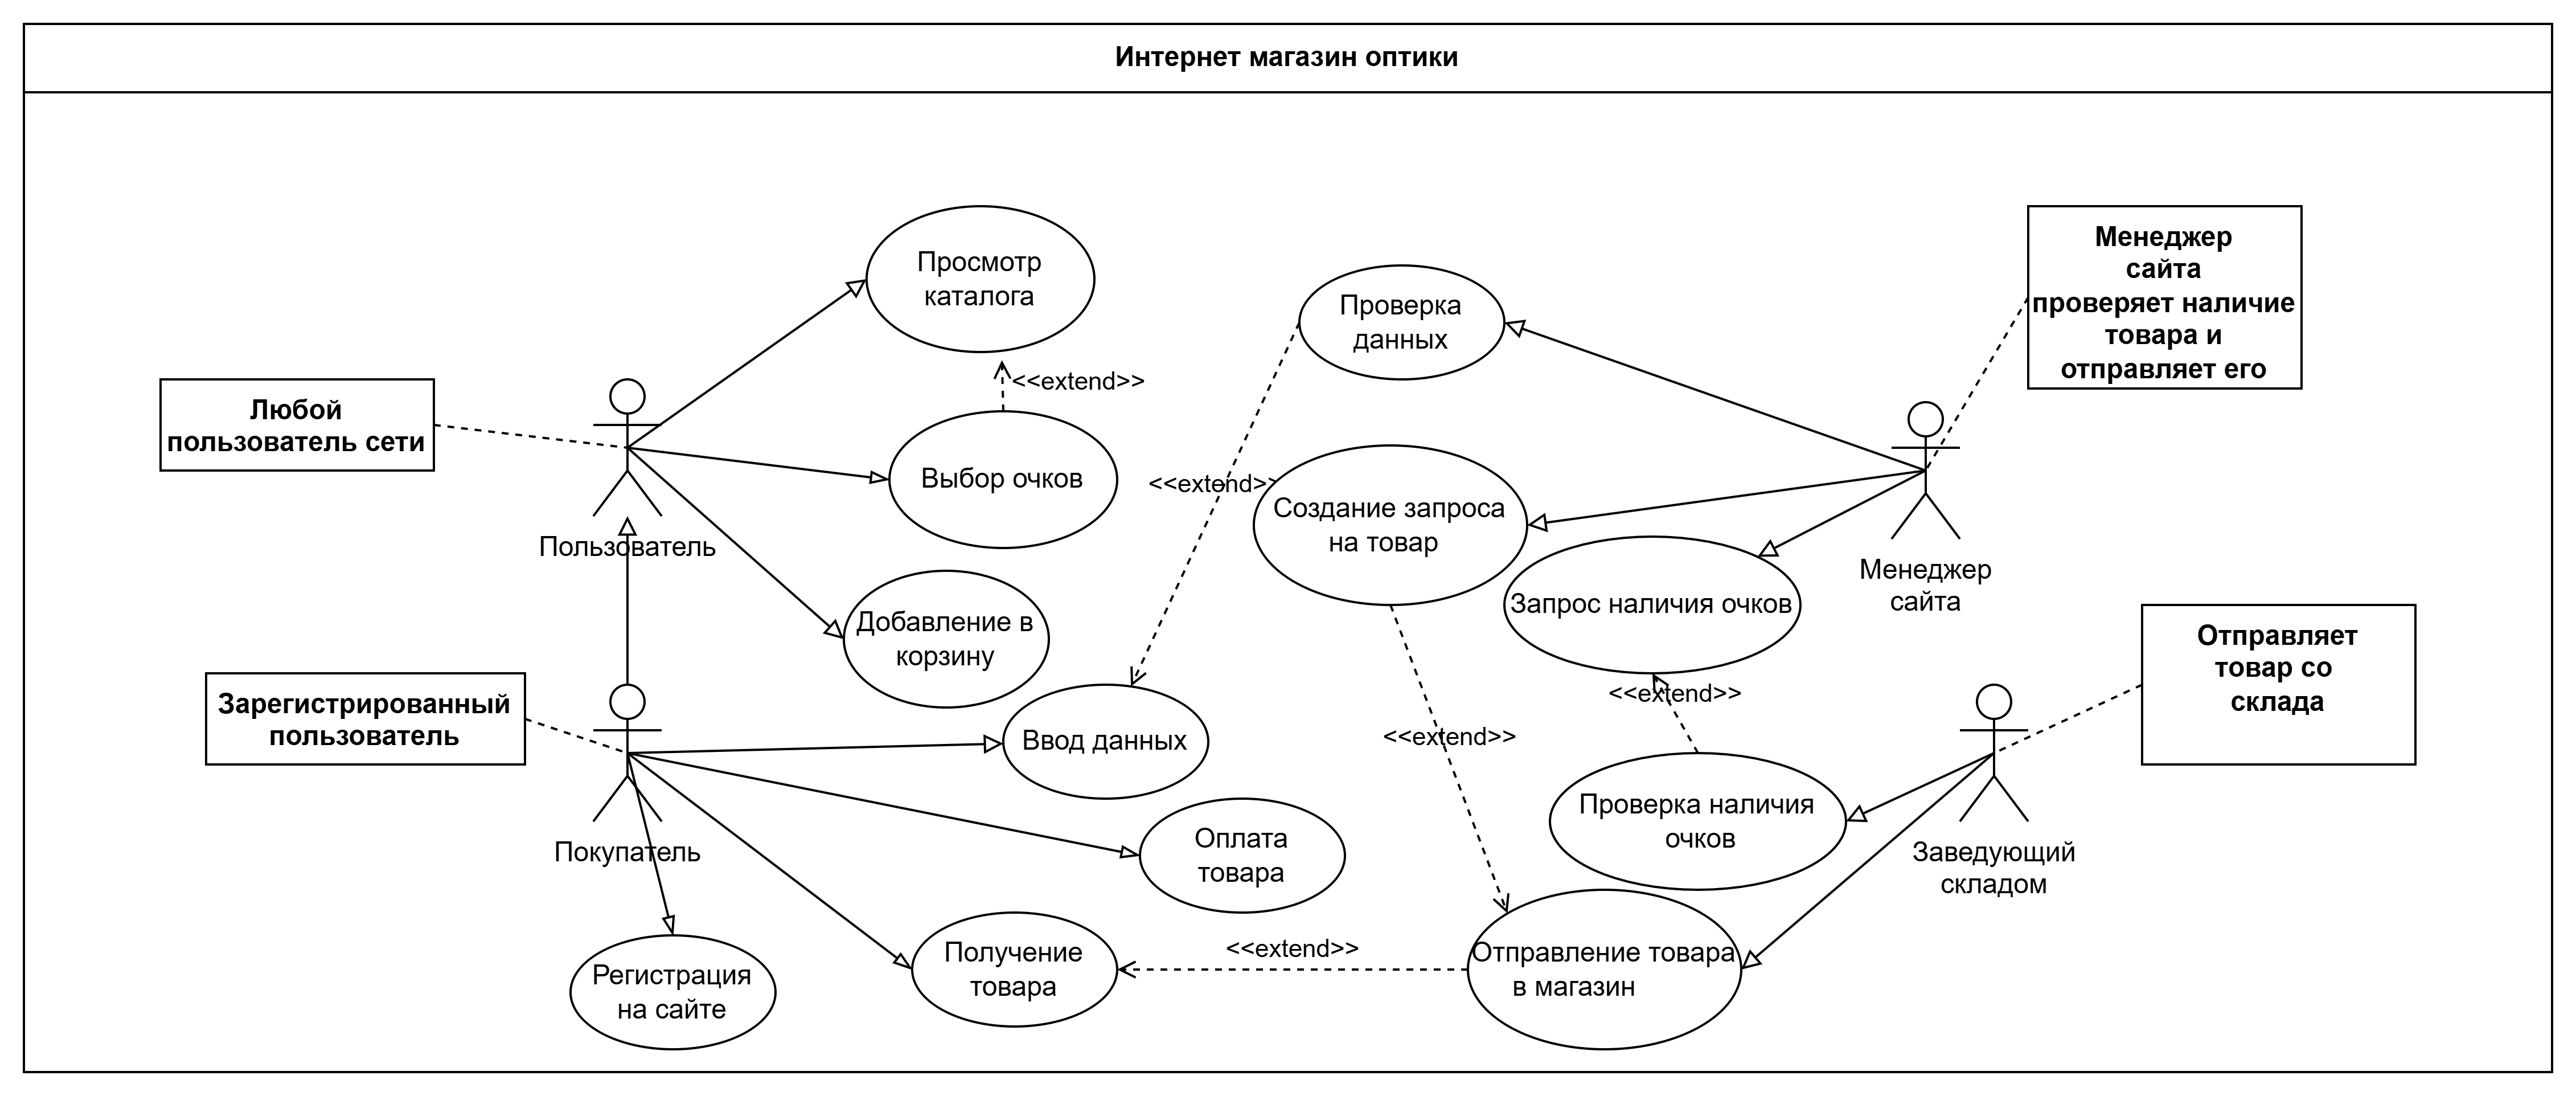 Интернет магазин оптики
Просмотр
каталога
<<extend>>
Выбор очков
Любой
пользователь сети
Пользователь
Добавление в
корзину
Зарегистрированный
пользователь
Покупатель
Ввод данных
Оплата
товара
Получение
товара
Регистрация
на сайте
Проверка
данных
<<extend>>
Создание запроса
на товар
<<extend>>
Запрос наличия очков
<<extend>>
Проверка наличия
очков
Отправление товара
в магазин
<<extend>>
Менеджер
сайта
проверяет наличие
товара и
отправляет его
Менеджер
сайта
Отправляет
товар со
склада
Заведующий
складом